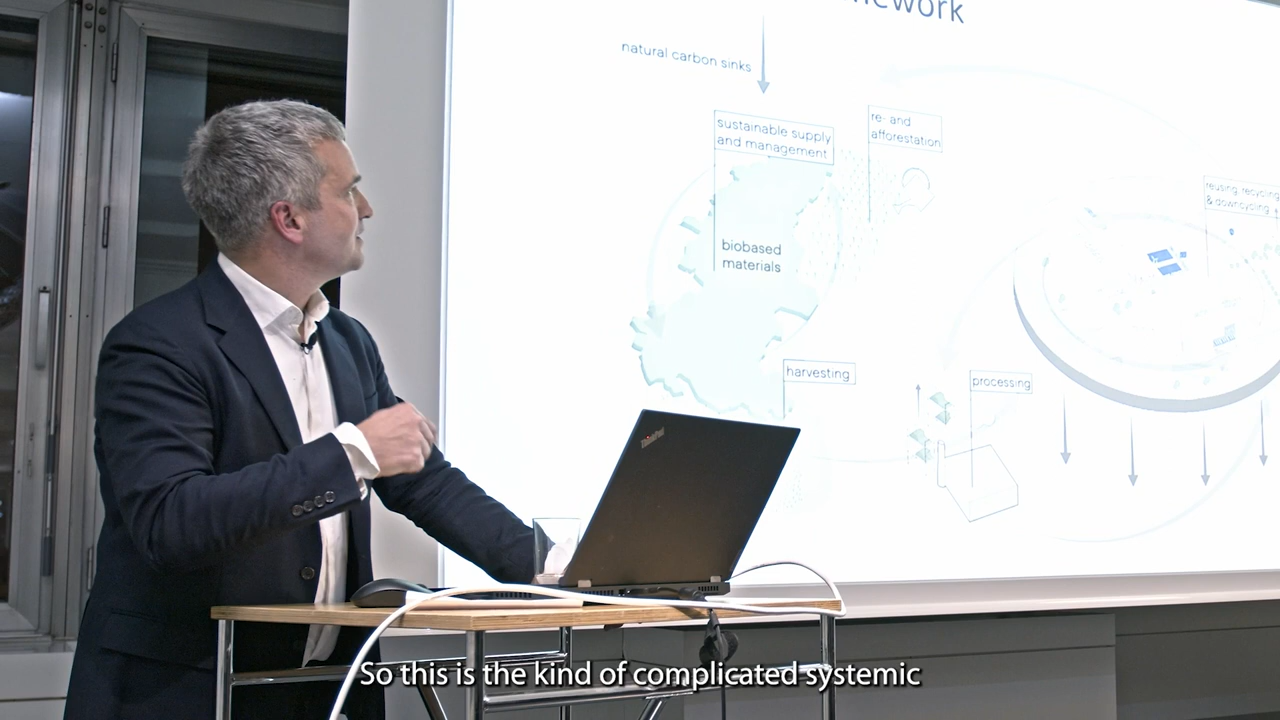 natural carbon sinks
sustainable supply
and management
re- and
afforestation
reusing, recycling
& downcycling
biobased
materials
harvesting
processing
ThinkPad
So this is the kind of complicated systemic